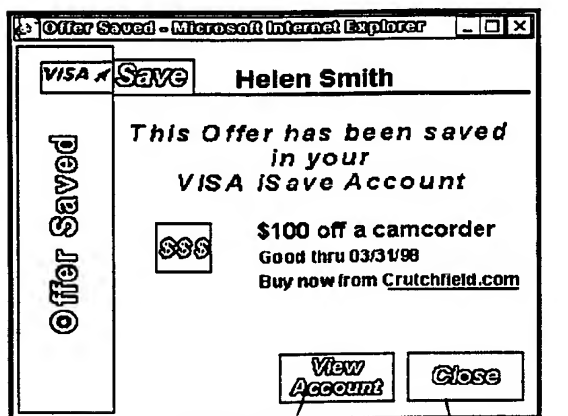 Offer Saved - Microsoft Internet Explorer
VISA iSave
Helen Smith
Offer Saved
This Offer has been saved
in your
VISA iSave Account
$$$
$100 off a camcorder
Good thru 03/31/98
Buy now from Crutchfield.com
View
Account
Close